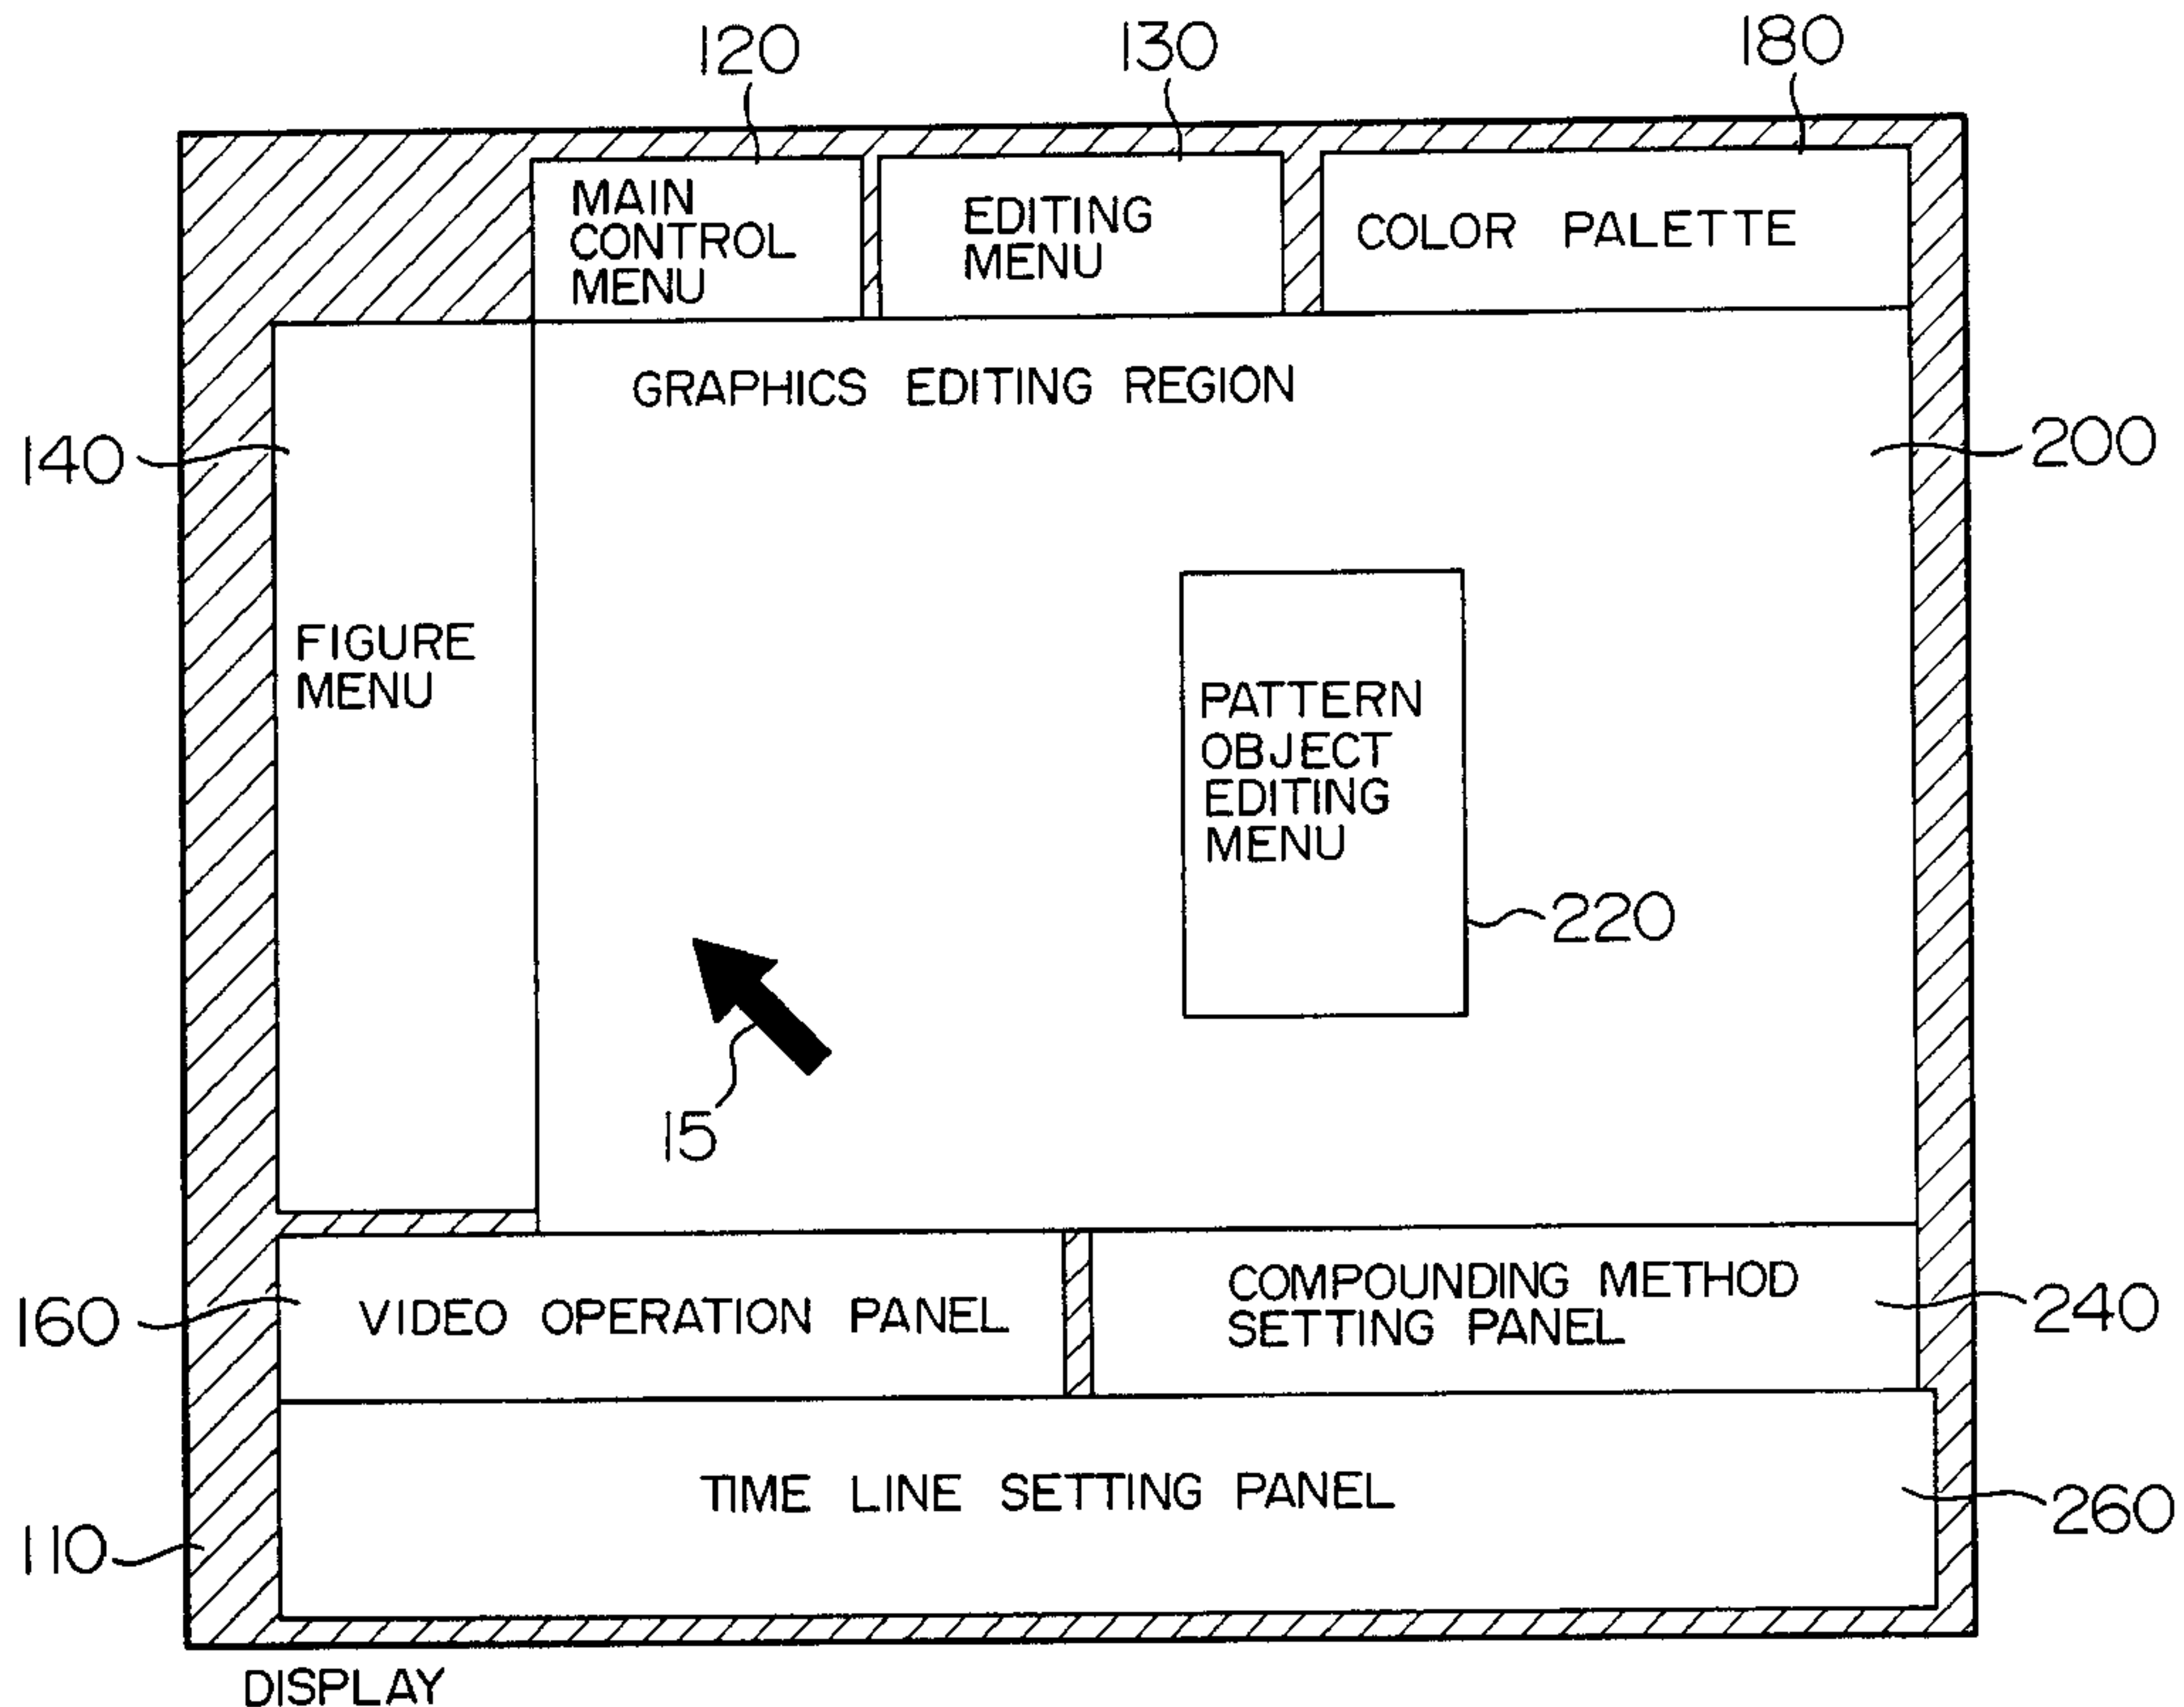 120
130
180
MAIN
CONTROL
MENU
EDITING
MENU
COLOR PALETTE
GRAPHICS EDITING REGION
140
200
FIGURE
MENU
PATTERN
OBJECT
EDITING
MENU
220
15
160
VIDEO OPERATION PANEL
COMPOUNDING METHOD
SETTING PANEL
240
TIME LINE SETTING PANEL
260
110
DISPLAY